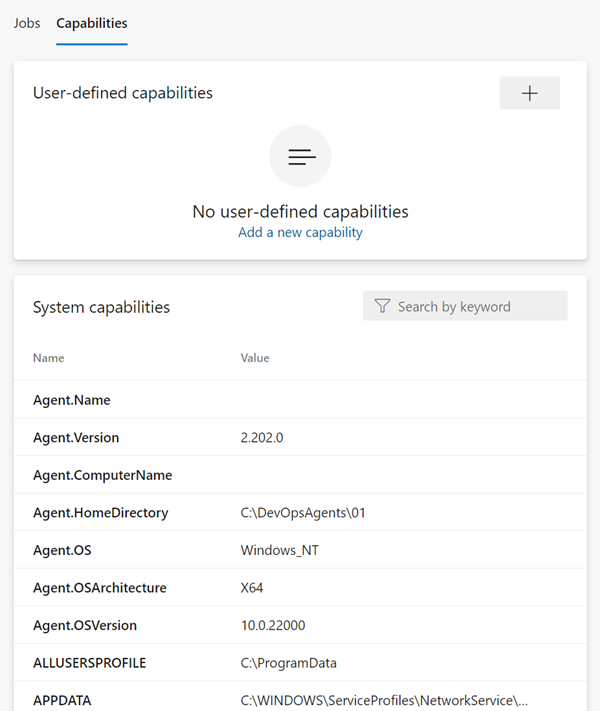 Jobs Capabilities
User-defined capabilities
No user-defined capabilities
Add a new capability
System capabilities Search by keyword
Name Value
Agent.Name
Agent.Version 2.202.0
Agent.ComputerName
Agent.HomeDirectory C:\DevOpsAgents\01
Agent.OS Windows_NT
Agent.OSArchitecture X64
Agent.OSVersion 10.0.22000
ALLUSERSPROFILE C:\ProgramData
APPDATA C:\WINDOWS\ServiceProfiles\NetworkService\...